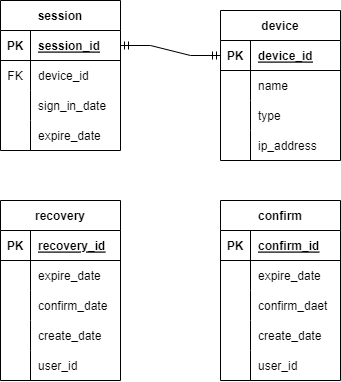 session
PK session_id
FK device_id
sign_in_date
expire_date
device
PK device_id
name
type
ip_address
recovery
PK recovery_id
expire_date
confirm_date
create_date
user_id
confirm
PK confirm_id
expire_date
confirm_daet
create_date
user_id